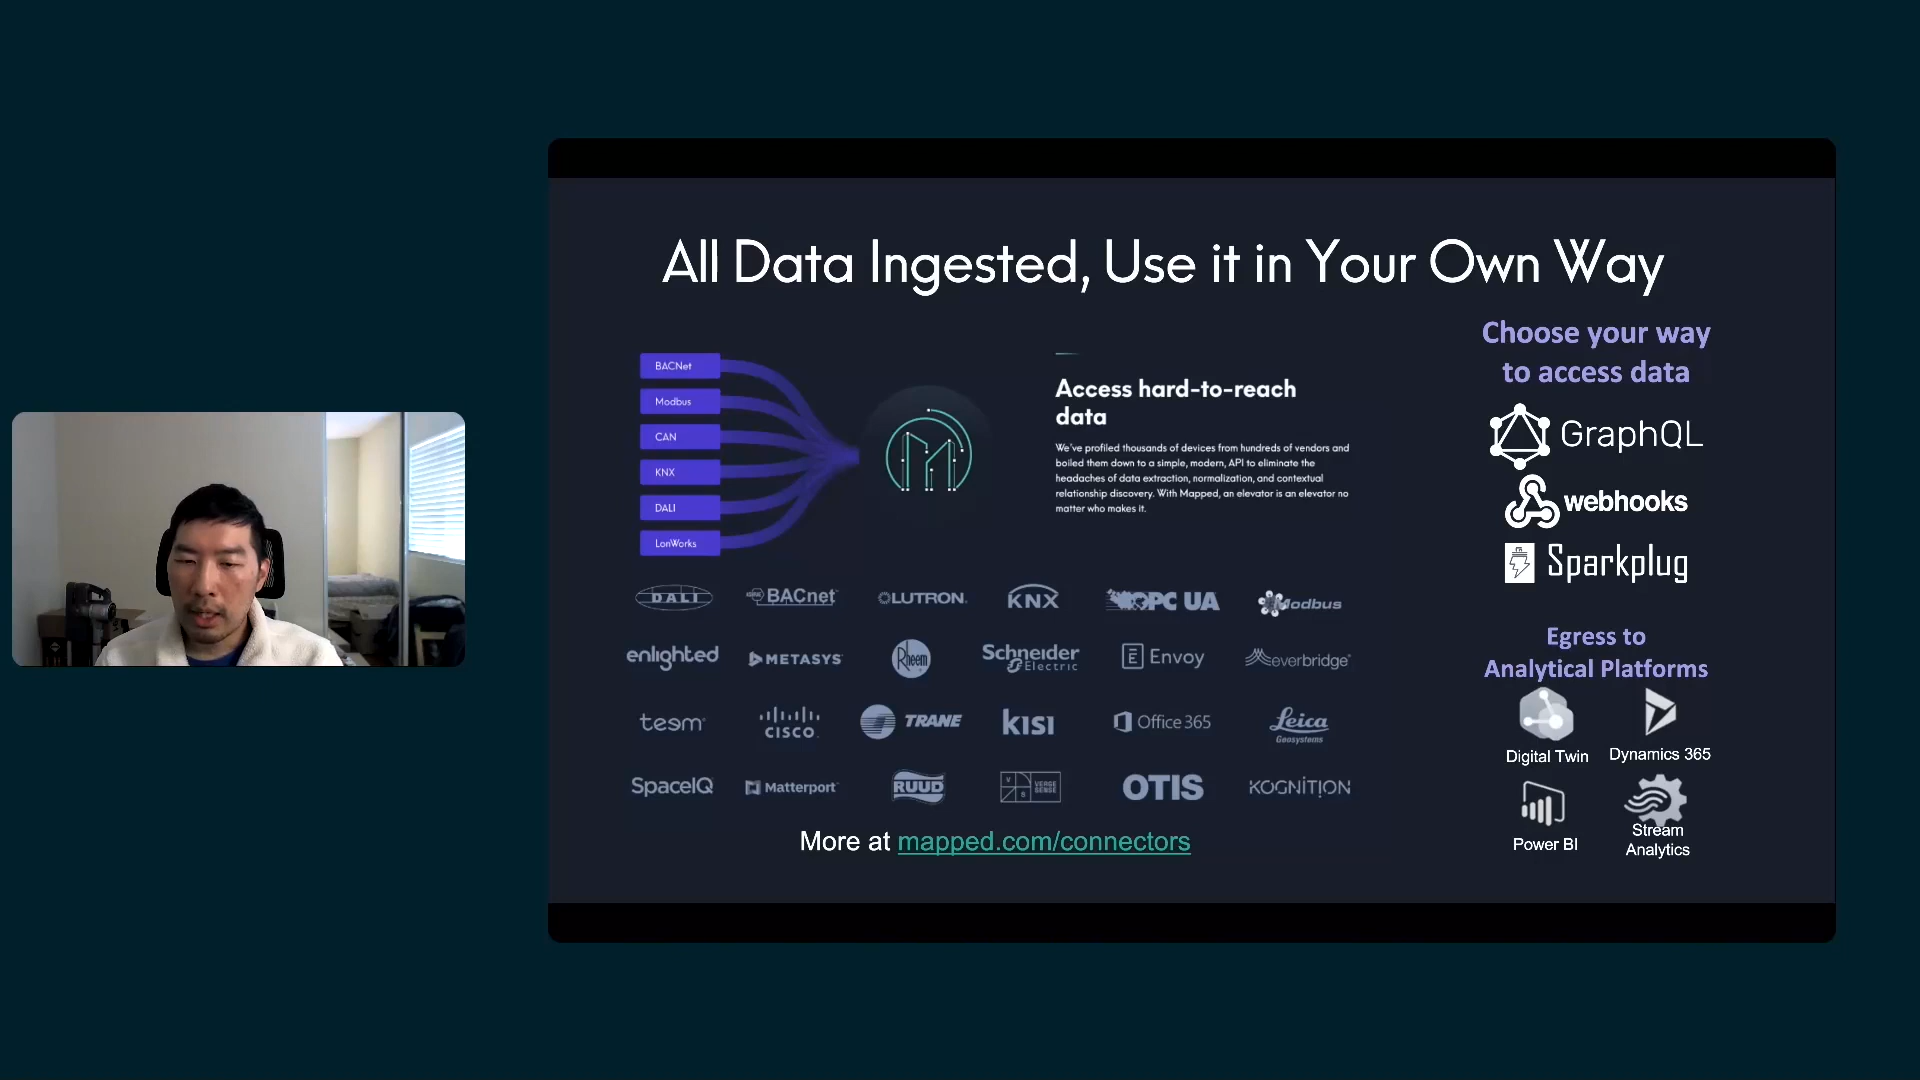 All Data Ingested, Use it in Your Own Way
BACNet
Modbus
CAN
KNX
DALI
LonWorks
Access hard-to-reach
data
We've profiled thousands of devices from hundreds of vendors and
boiled them down to a simple, modern, API to eliminate the
headaches of data extraction, normalization, and contextual
relationship discovery. With Mapped, an elevator is an elevator no
matter who makes it.
DALI BACnet LUTRON KNX OPC UA Modbus
enlighted METASYS Rheem Schneider Electric Envoy everbridge
teem CISCO TRANE KISI Office 365 Leica Geosystems
SpaceIQ Matterport RUUD VERGE SENSE OTIS KOGNITION
More at mapped.com/connectors
Choose your way
to access data
GraphQL
webhooks
Sparkplug
Egress to
Analytical Platforms
Digital Twin Dynamics 365
Power BI Stream
Analytics